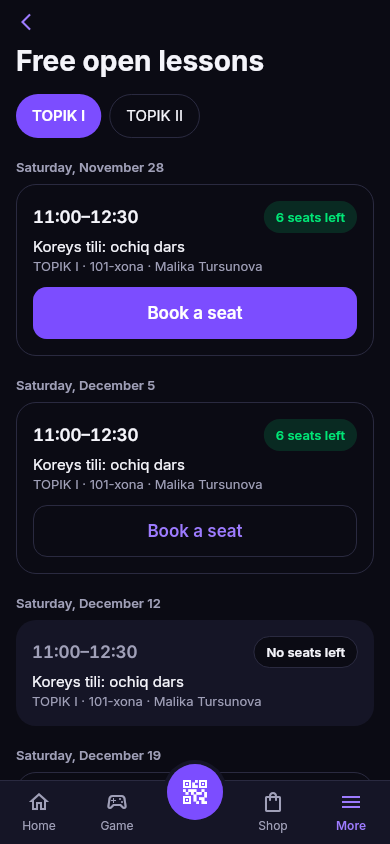 Free open lessons
TOPIK I
TOPIK II
Saturday, November 28
11:00–12:30
6 seats left
Koreys tili: ochiq dars
TOPIK I · 101-xona · Malika Tursunova
Book a seat
Saturday, December 5
11:00–12:30
6 seats left
Koreys tili: ochiq dars
TOPIK I · 101-xona · Malika Tursunova
Book a seat
Saturday, December 12
11:00–12:30
No seats left
Koreys tili: ochiq dars
TOPIK I · 101-xona · Malika Tursunova
Saturday, December 19
Home
Game
Shop
More